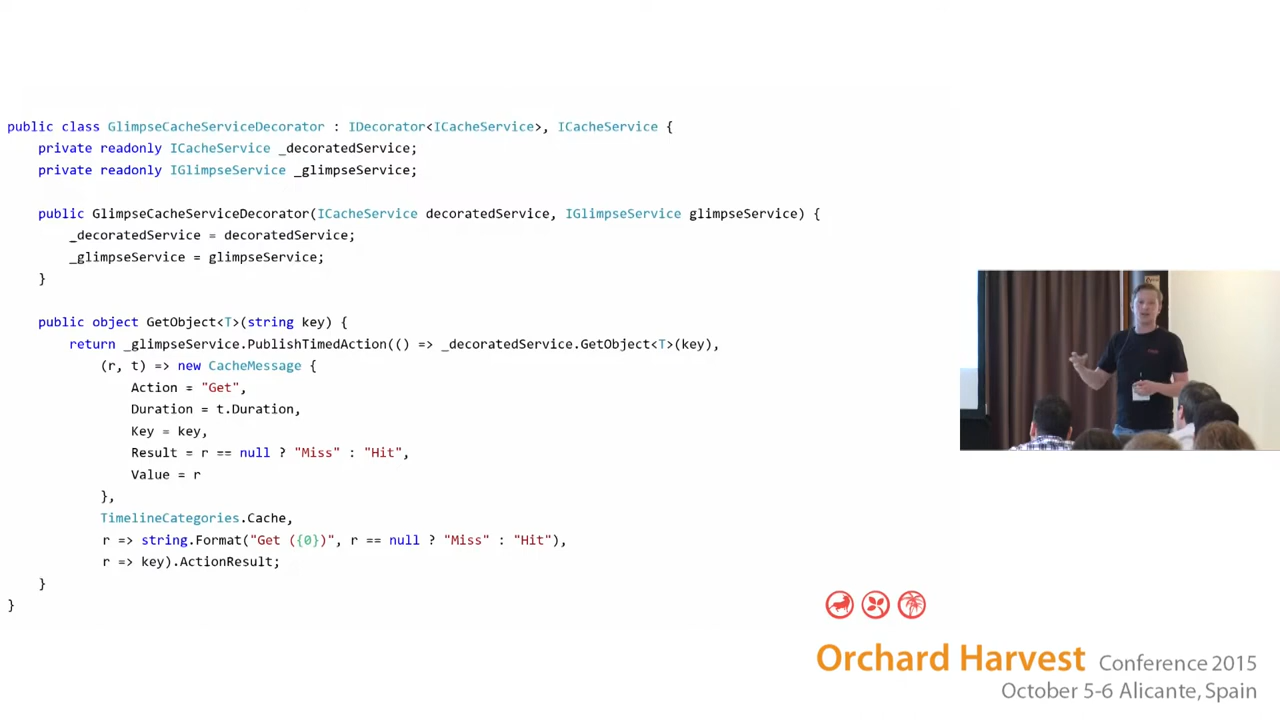 public class GlimpseCacheServiceDecorator : IDecorator<ICacheService>, ICacheService {
    private readonly ICacheService _decoratedService;
    private readonly IGlimpseService _glimpseService;

    public GlimpseCacheServiceDecorator(ICacheService decoratedService, IGlimpseService glimpseService) {
        _decoratedService = decoratedService;
        _glimpseService = glimpseService;
    }

    public object GetObject<T>(string key) {
        return _glimpseService.PublishTimedAction(() => _decoratedService.GetObject<T>(key),
            (r, t) => new CacheMessage {
                Action = "Get",
                Duration = t.Duration,
                Key = key,
                Result = r == null ? "Miss" : "Hit",
                Value = r
            },
            TimelineCategories.Cache,
            r => string.Format("Get ({0})", r == null ? "Miss" : "Hit"),
            r => key).ActionResult;
    }
}
Orchard Harvest Conference 2015
October 5-6 Alicante, Spain